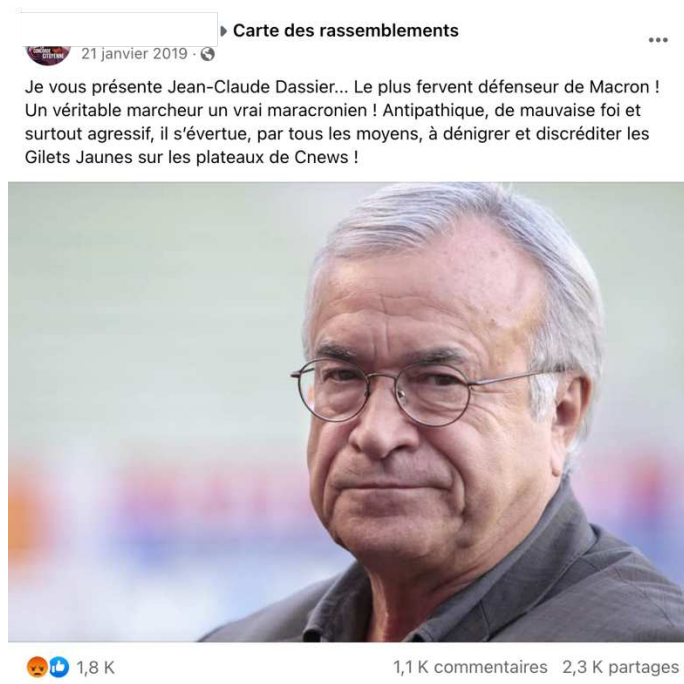 Carte des rassemblements
21 janvier 2019 ·
Je vous présente Jean-Claude Dassier... Le plus fervent défenseur de Macron !
Un véritable marcheur un vrai maracronien ! Antipathique, de mauvaise foi et
surtout agressif, il s’évertue, par tous les moyens, à dénigrer et discréditer les
Gilets Jaunes sur les plateaux de Cnews !
1,8 K
1,1 K commentaires 2,3 K partages